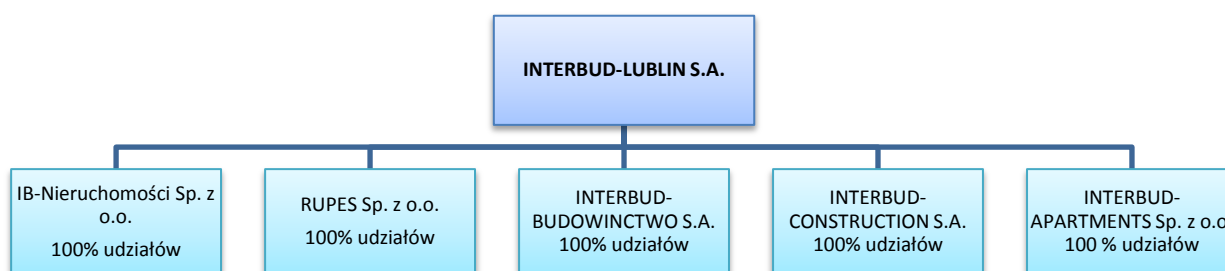 INTERBUD-LUBLIN S.A.
IB-Nieruchomości Sp. z
o.o.
100% udziałów
RUPES Sp. z o.o.
100% udziałów
INTERBUD-
BUDOWINCTWO S.A.
100% udziałów
INTERBUD-
CONSTRUCTION S.A.
100% udziałów
INTERBUD-
APARTMENTS Sp. z o.o
100 % udziałów